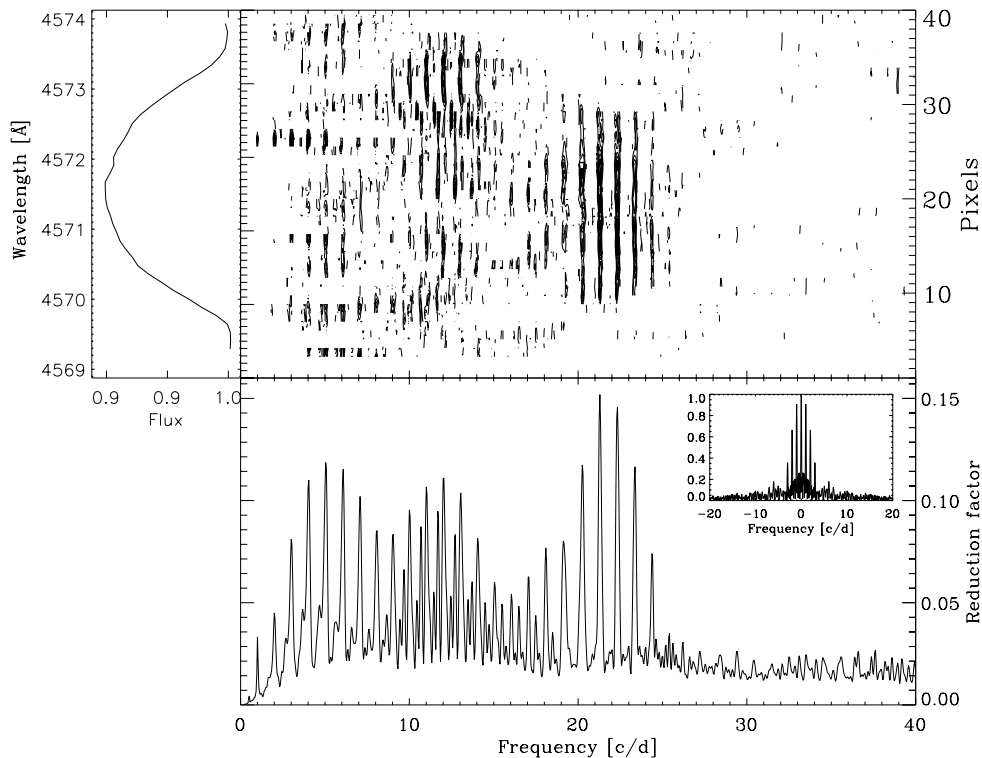 4574
4573
4572
4571
4570
4569
Wavelength [Å]
0.9 0.9 1.0
Flux
40
30
20
10
Pixels
0.15
0.10
0.05
0.00
Reduction factor
1.0
0.8
0.6
0.4
0.2
0.0
-20 -10 0 10 20
Frequency [c/d]
0 10 20 30 40
Frequency [c/d]